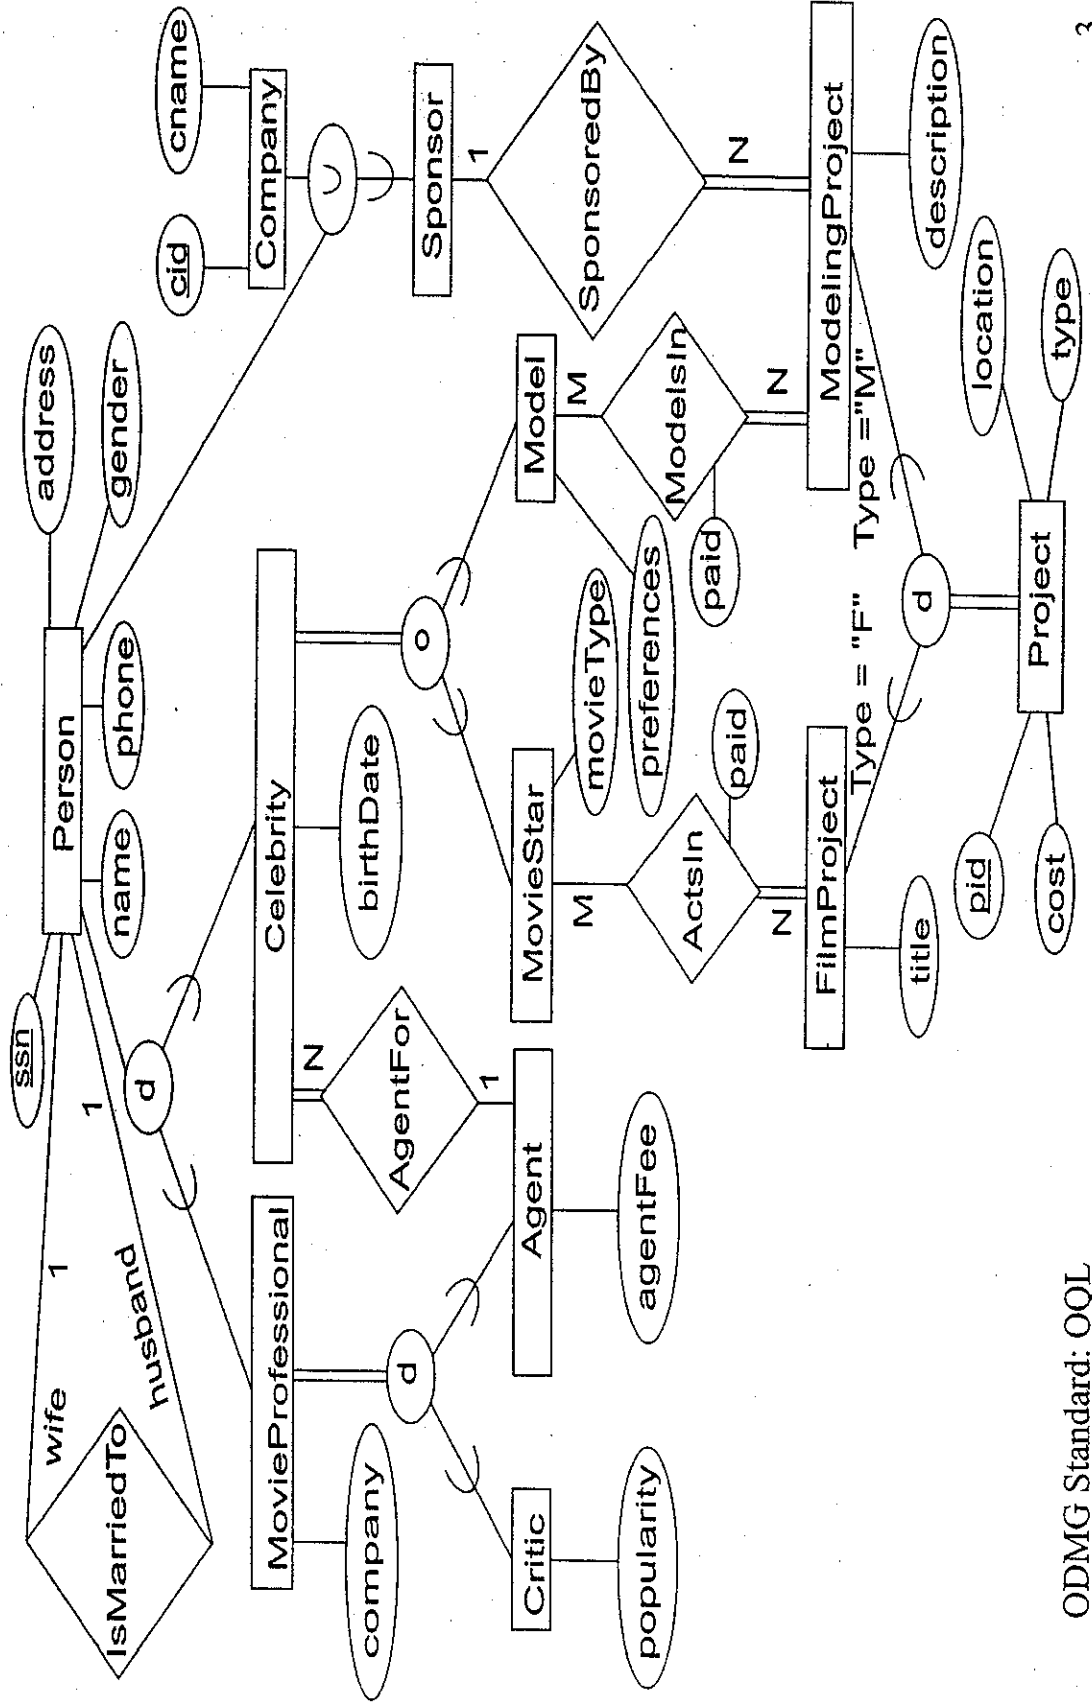 IsMarriedTo
wife
1
husband
1
ssn
Person
name
phone
address
gender
cid
cname
Company
d
U
MovieProfessional
company
Celebrity
birthDate
Sponsor
1
N
AgentFor
1
d
o
Critic
popularity
Agent
agentFee
MovieStar
movieType
Model
preferences
SponsoredBy
M
ActsIn
paid
N
M
ModelsIn
paid
N
N
FilmProject
title
Type = "F"
Type ="M"
ModelingProject
description
d
pid
cost
Project
location
type
ODMG Standard: OQL
3